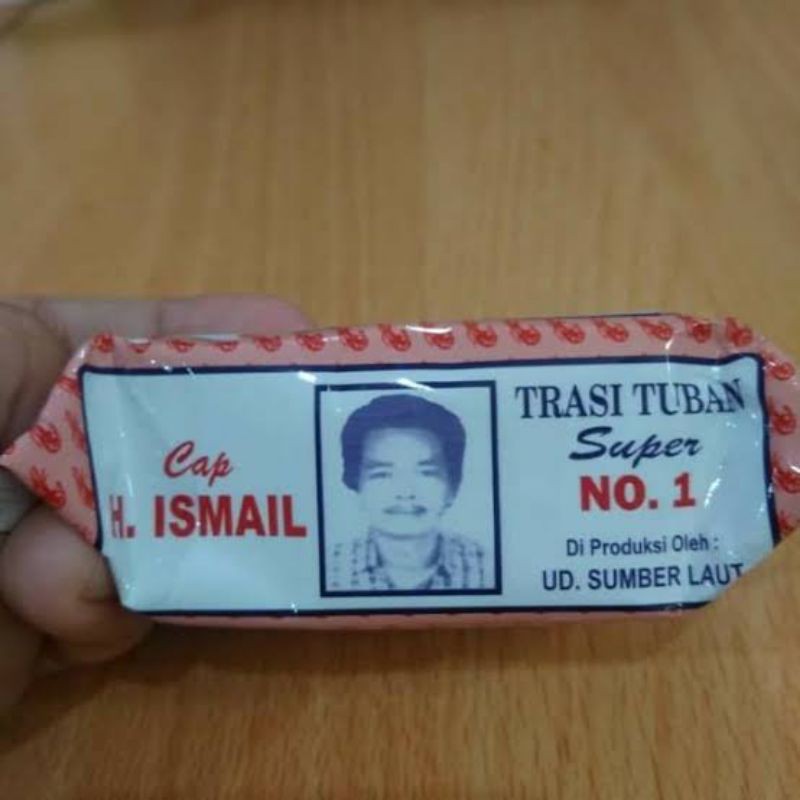 Cap
H. ISMAIL
TRASI TUBAN
Super
NO. 1
Di Produksi Oleh :
UD. SUMBER LAUT